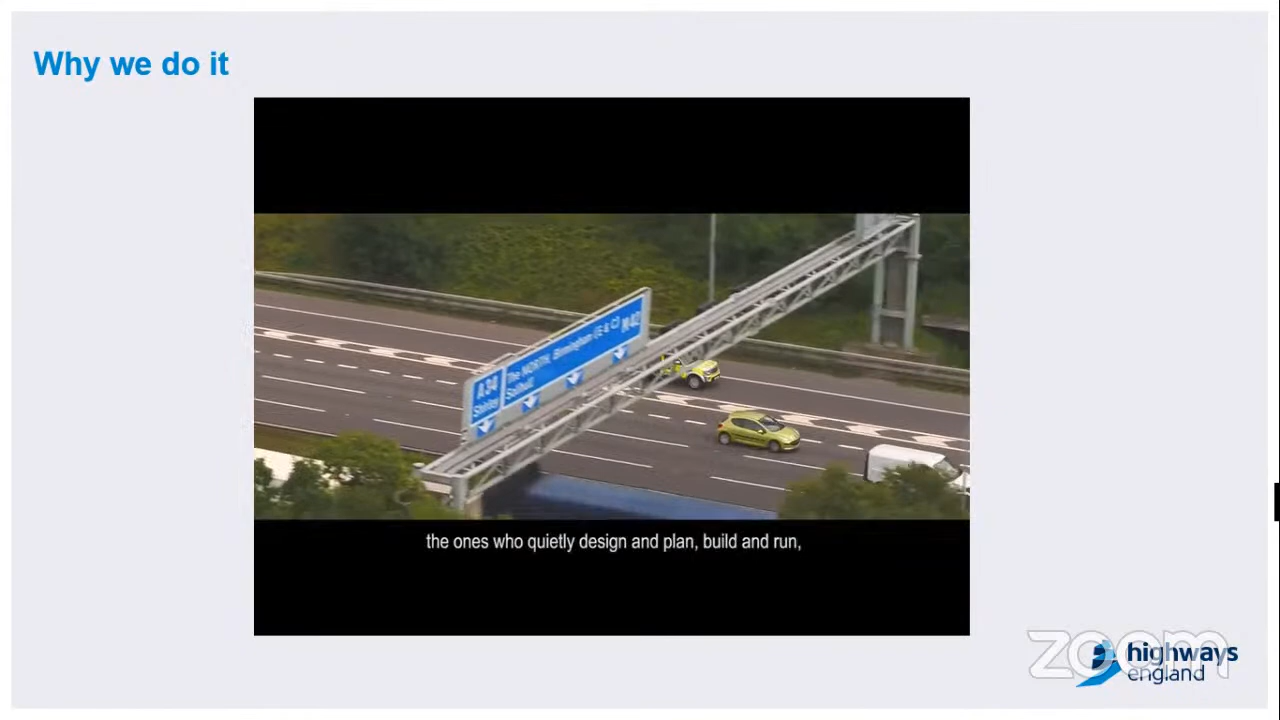 Why we do it
A34
Shirley
The NORTH, Birmingham (E & C) M 42
Solihull
the ones who quietly design and plan, build and run,
zoom
highways
england